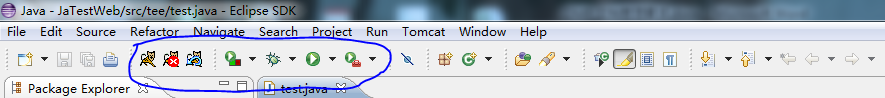 Java - JaTestWeb/src/tee/test.java - Eclipse SDK
File Edit Source Refactor Navigate Search Project Run Tomcat Window Help
Package Explorer test.java